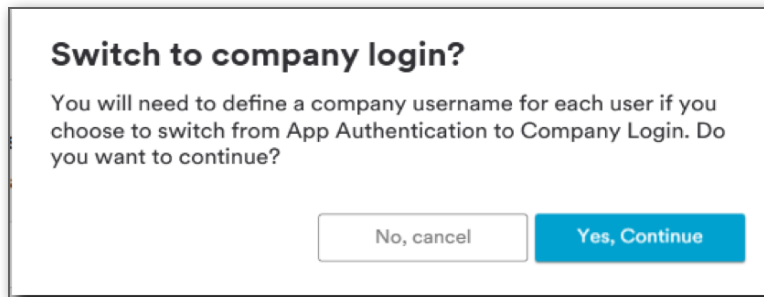 Switch to company login?
You will need to define a company username for each user if you
choose to switch from App Authentication to Company Login. Do
you want to continue?
No, cancel
Yes, Continue